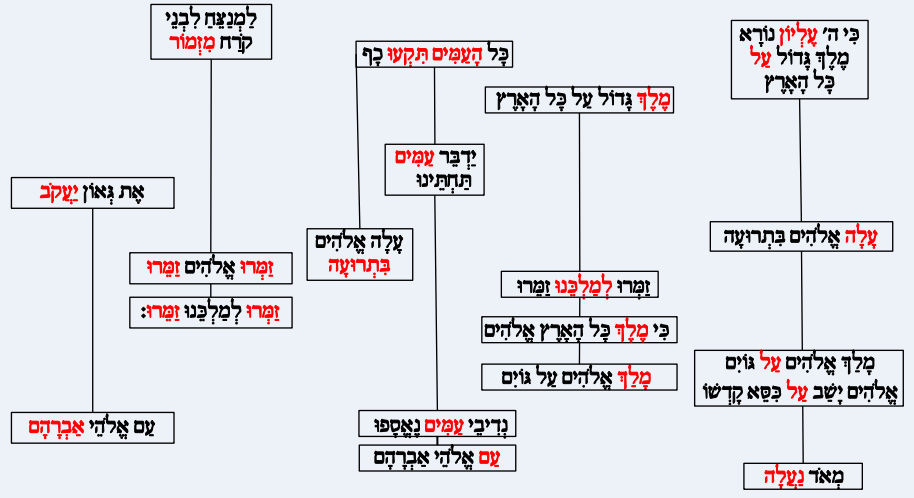 כִּי ה' עֶלְיוֹן נוֹרָא
מֶלֶךְ גָּדוֹל עַל
כָּל הָאָרֶץ
עָלָה אֱלֹהִים בִּתְרוּעָה
מָלַךְ אֱלֹהִים עַל גּוֹיִם
אֱלֹהִים יָשַׁב עַל כִּסֵּא קָדְשׁוֹ
מְאֹד נַעֲלָה
מֶלֶךְ גָּדוֹל עַל כָּל הָאָרֶץ
זַמְּרוּ לְמַלְכֵּנוּ זַמֵּרוּ
כִּי מֶלֶךְ כָּל הָאָרֶץ אֱלֹהִים
מָלַךְ אֱלֹהִים עַל גּוֹיִם
כָּל הָעַמִּים תִּקְעוּ כָף
יַדְבֵּר עַמִּים
תַּחְתֵּינוּ
עָלָה אֱלֹהִים
בִּתְרוּעָה
נְדִיבֵי עַמִּים נֶאֱסָפוּ
עַם אֱלֹהֵי אַבְרָהָם
לַמְנַצֵּחַ לִבְנֵי
קֹרַח מִזְמוֹר
זַמְּרוּ אֱלֹהִים זַמֵּרוּ
זַמְּרוּ לְמַלְכֵּנוּ זַמֵּרוּ:
אֶת גְּאוֹן יַעֲקֹב
עַם אֱלֹהֵי אַבְרָהָם